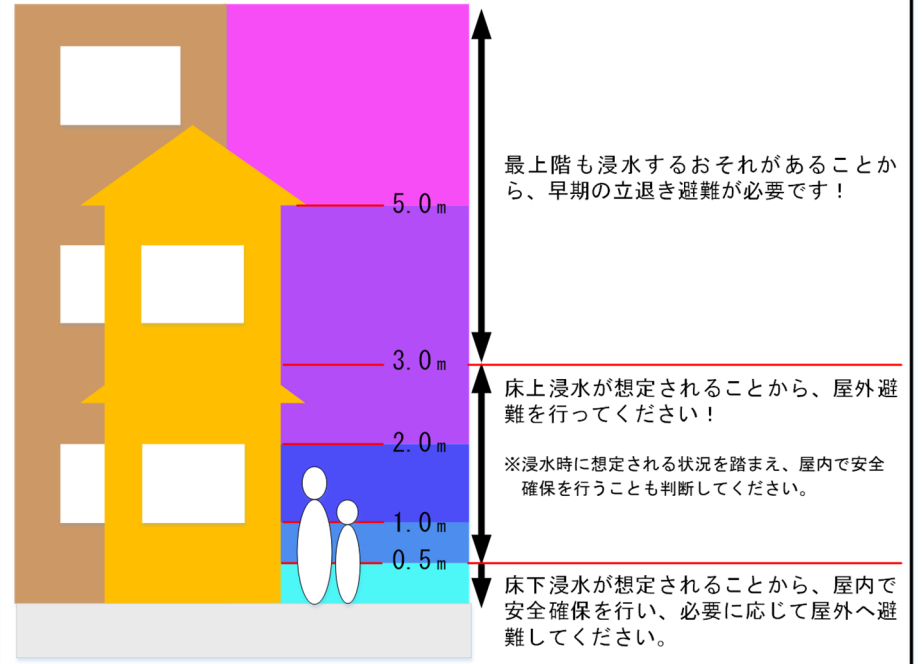 最上階も浸水するおそれがあることか
ら、早期の立退き避難が必要です！
5.0m
3.0m
床上浸水が想定されることから、屋外避
難を行ってください！
2.0m
※浸水時に想定される状況を踏まえ、屋内で安全
確保を行うことも判断してください。
1.0m
0.5m
床下浸水が想定されることから、屋内で
安全確保を行い、必要に応じて屋外へ避
難してください。